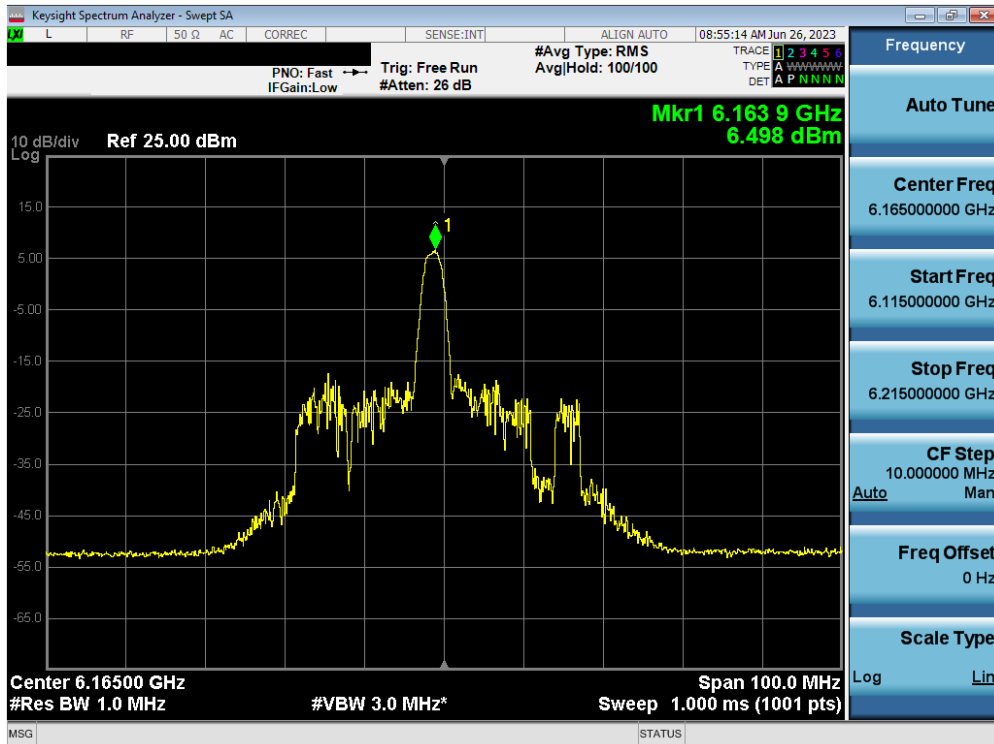 Keysight Spectrum Analyzer - Swept SA
LXI L RF 50 Ω AC CORREC SENSE:INT ALIGN AUTO 08:55:14 AM Jun 26, 2023
PNO: Fast
IFGain:Low
Trig: Free Run
#Atten: 26 dB
#Avg Type: RMS
Avg|Hold: 100/100
TRACE 1 2 3 4 5 6
TYPE A WWWWW
DET A P N N N N
Mkr1 6.163 9 GHz
6.498 dBm
10 dB/div Ref 25.00 dBm
Log
15.0
1
5.00
-5.00
-15.0
-25.0
-35.0
-45.0
-55.0
-65.0
Center 6.16500 GHz Span 100.0 MHz
#Res BW 1.0 MHz #VBW 3.0 MHz* Sweep 1.000 ms (1001 pts)
MSG STATUS
Frequency
Auto Tune
Center Freq
6.165000000 GHz
Start Freq
6.115000000 GHz
Stop Freq
6.215000000 GHz
CF Step
10.000000 MHz
Auto Man
Freq Offset
0 Hz
Scale Type
Log Lin